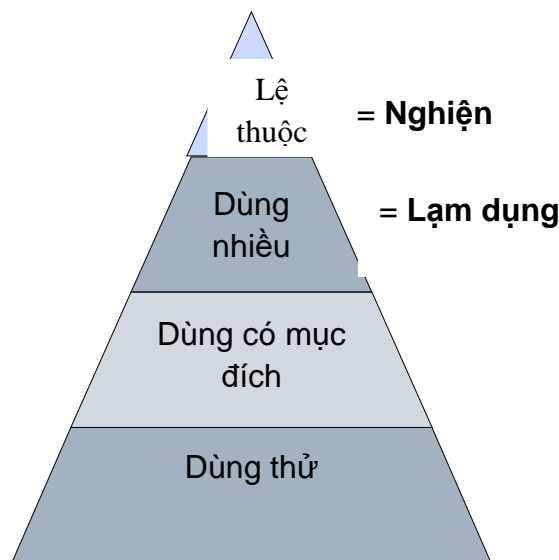 Lệ
thuộc
= Nghiện
Dùng
nhiều
= Lạm dụng
Dùng có mục
đích
Dùng thử